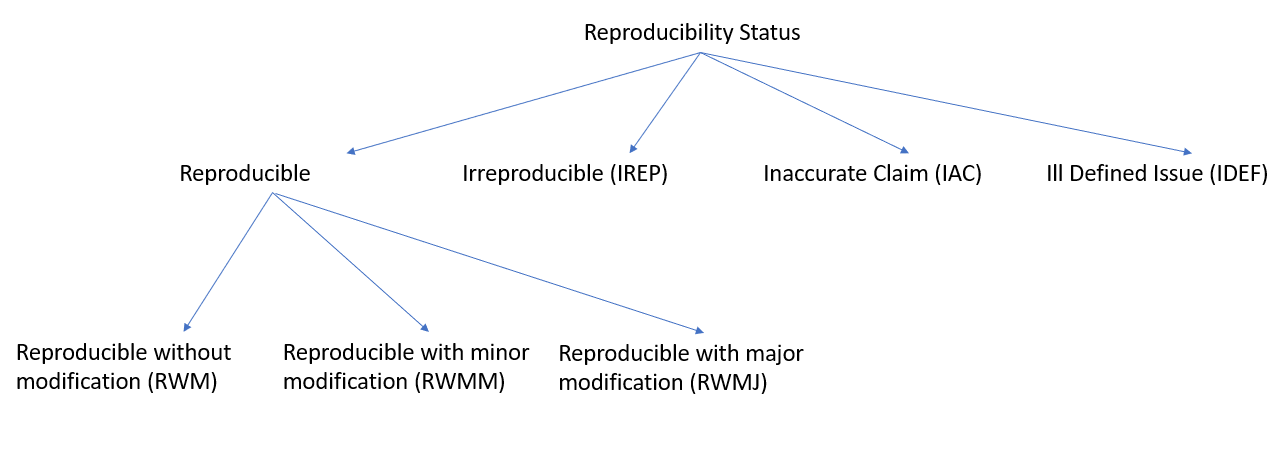 Reproducibility Status
Reproducible
Irreproducible (IREP)
Inaccurate Claim (IAC)
Ill Defined Issue (IDEF)
Reproducible without
modification (RWM)
Reproducible with minor
modification (RWMM)
Reproducible with major
modification (RWMJ)